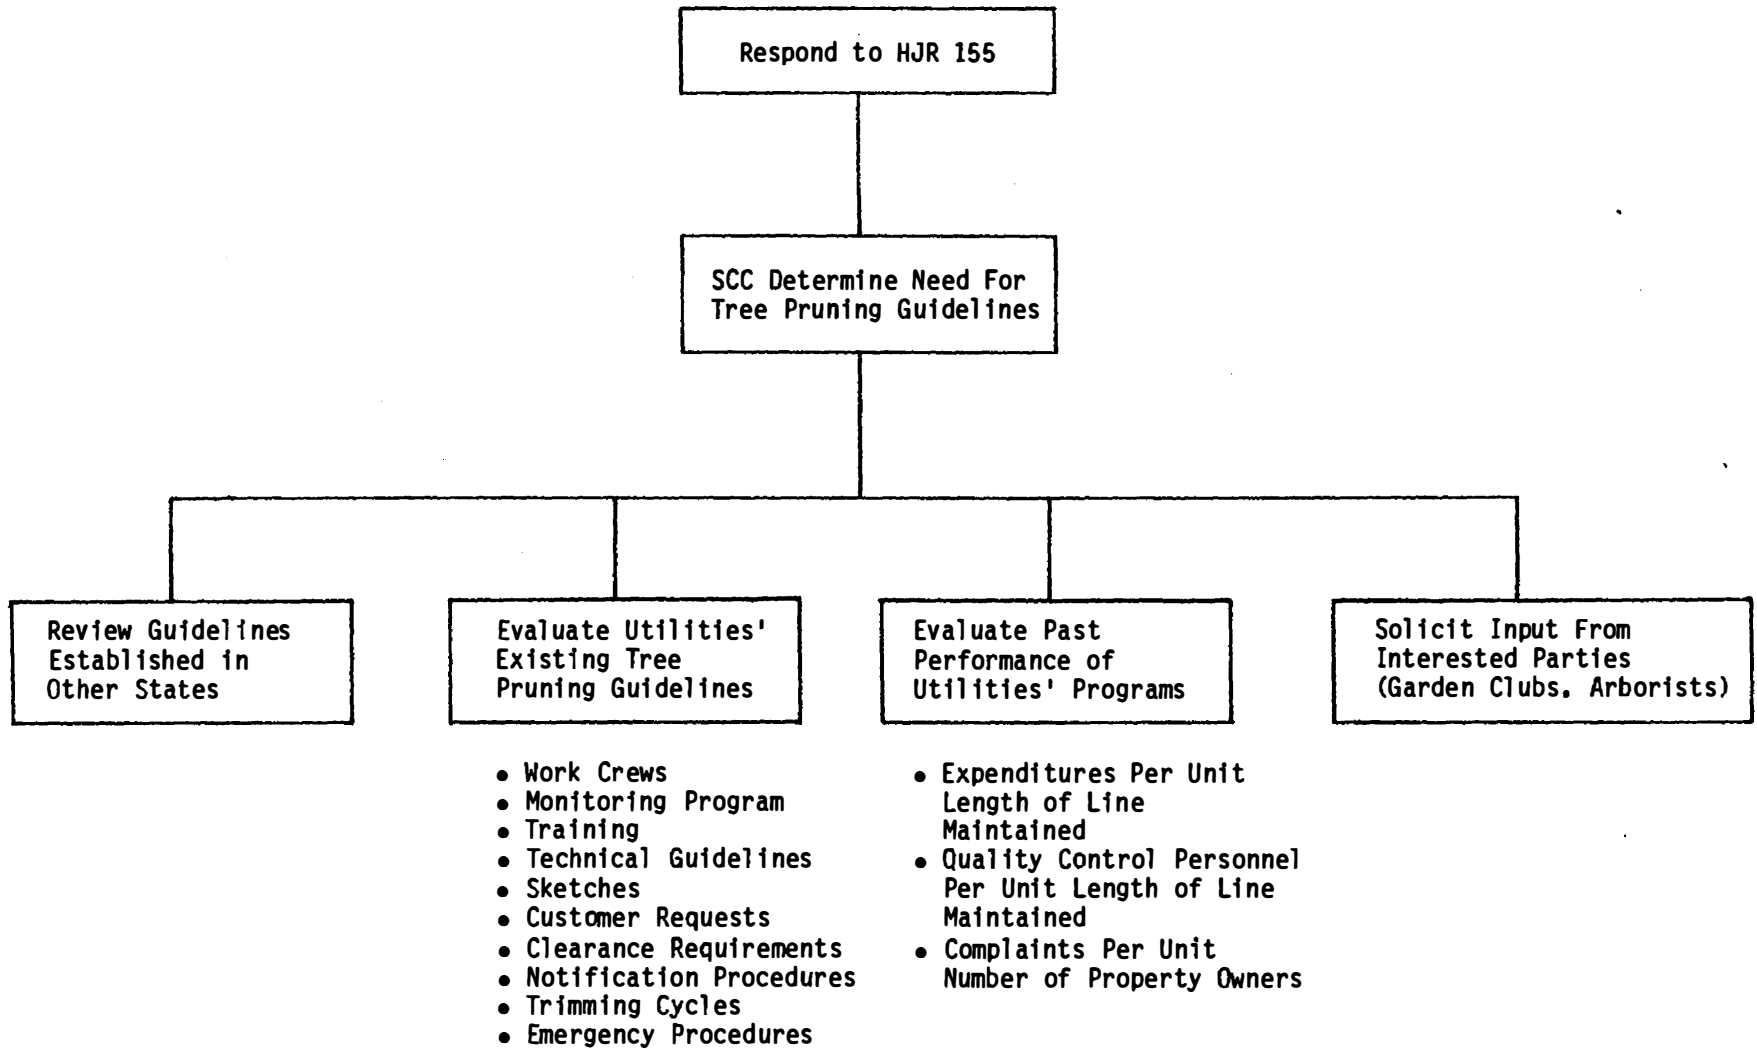 Respond to HJR 155
SCC Determine Need For
Tree Pruning Guidelines
Review Guidelines
Established in
Other States
Evaluate Utilities'
Existing Tree
Pruning Guidelines
Evaluate Past
Performance of
Utilities' Programs
Solicit Input From
Interested Parties
(Garden Clubs. Arborists)
• Work Crews
• Monitoring Program
• Training
• Technical Guidelines
• Sketches
• Customer Requests
• Clearance Requirements
• Notification Procedures
• Trimming Cycles
• Emergency Procedures
• Expenditures Per Unit
Length of Line
Maintained
• Quality Control Personnel
Per Unit Length of Line
Maintained
• Complaints Per Unit
Number of Property Owners